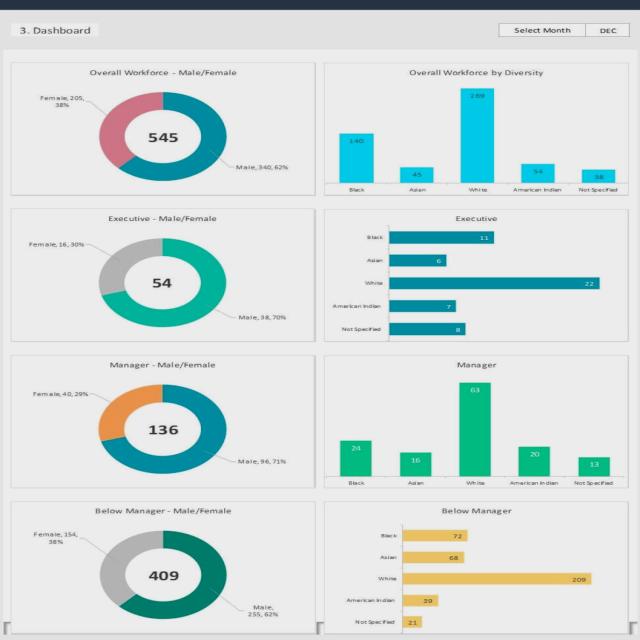 3. Dashboard
Select Month
DEC
Overall Workforce - Male/Female
Female, 205,
38%
545
Male, 340, 62%
Overall Workforce by Diversity
140
45
269
54
38
Black
Asian
White
American Indian
Not Specified
Executive - Male/Female
Female, 16, 30%
54
Male, 38, 70%
Executive
Black
11
Asian
6
White
22
American Indian
7
Not Specified
8
Manager - Male/Female
Female, 40, 29%
136
Male, 96, 71%
Manager
24
16
63
20
13
Black
Asian
White
American Indian
Not Specified
Below Manager - Male/Female
Female, 154,
38%
409
Male,
255, 62%
Below Manager
Black
72
Asian
68
White
209
American Indian
39
Not Specified
21